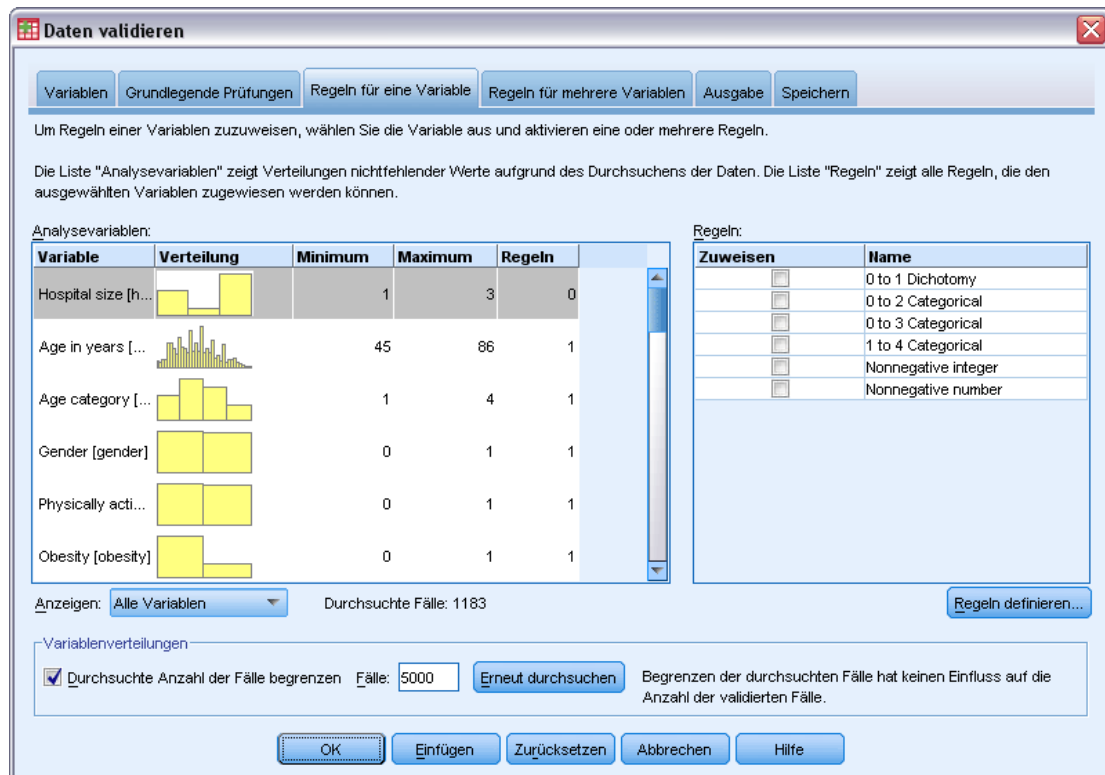 Daten validieren
Variablen Grundlegende Prüfungen Regeln für eine Variable Regeln für mehrere Variablen Ausgabe Speichern
Um Regeln einer Variablen zuzuweisen, wählen Sie die Variable aus und aktivieren eine oder mehrere Regeln.
Die Liste "Analysevariablen" zeigt Verteilungen nichtfehlender Werte aufgrund des Durchsuchens der Daten. Die Liste "Regeln" zeigt alle Regeln, die den
ausgewählten Variablen zugewiesen werden können.
Analysevariablen:
Variable Verteilung Minimum Maximum Regeln
Hospital size [h... 1 3 0
Age in years [... 45 86 1
Age category [... 1 4 1
Gender [gender] 0 1 1
Physically acti... 0 1 1
Obesity [obesity] 0 1 1
Regeln:
Zuweisen Name
0 to 1 Dichotomy
0 to 2 Categorical
0 to 3 Categorical
1 to 4 Categorical
Nonnegative integer
Nonnegative number
Anzeigen: Alle Variablen Durchsuchte Fälle: 1183 Regeln definieren...
Variablenverteilungen
Durchsuchte Anzahl der Fälle begrenzen Fälle: 5000 Erneut durchsuchen
Begrenzen der durchsuchten Fälle hat keinen Einfluss auf die
Anzahl der validierten Fälle.
OK Einfügen Zurücksetzen Abbrechen Hilfe